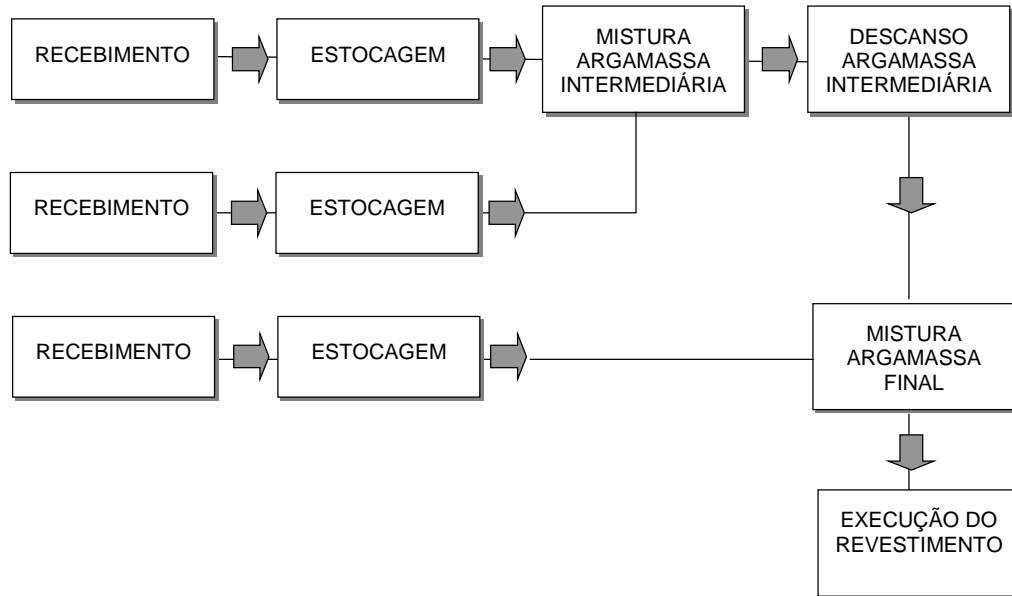 RECEBIMENTO
ESTOCAGEM
MISTURA
ARGAMASSA
INTERMEDIÁRIA
DESCANSO
ARGAMASSA
INTERMEDIÁRIA
RECEBIMENTO
ESTOCAGEM
RECEBIMENTO
ESTOCAGEM
MISTURA
ARGAMASSA
FINAL
EXECUÇÃO DO
REVESTIMENTO